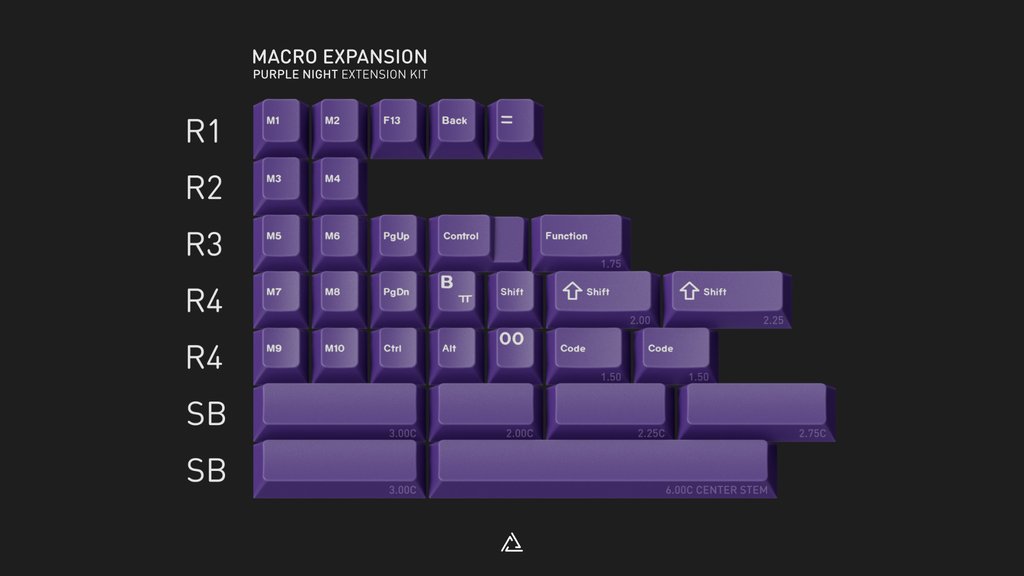 MACRO EXPANSION
PURPLE NIGHT EXTENSION KIT
R1 M1 M2 F13 Back =
R2 M3 M4
R3 M5 M6 PgUp Control Function
1.75
R4 M7 M8 PgDn B ㅠ Shift Shift Shift
2.00 2.25
R4 M9 M10 Ctrl Alt 00 Code Code
1.50 1.50
SB
3.00C 2.00C 2.25C 2.75C
SB
3.00C 6.00C CENTER STEM